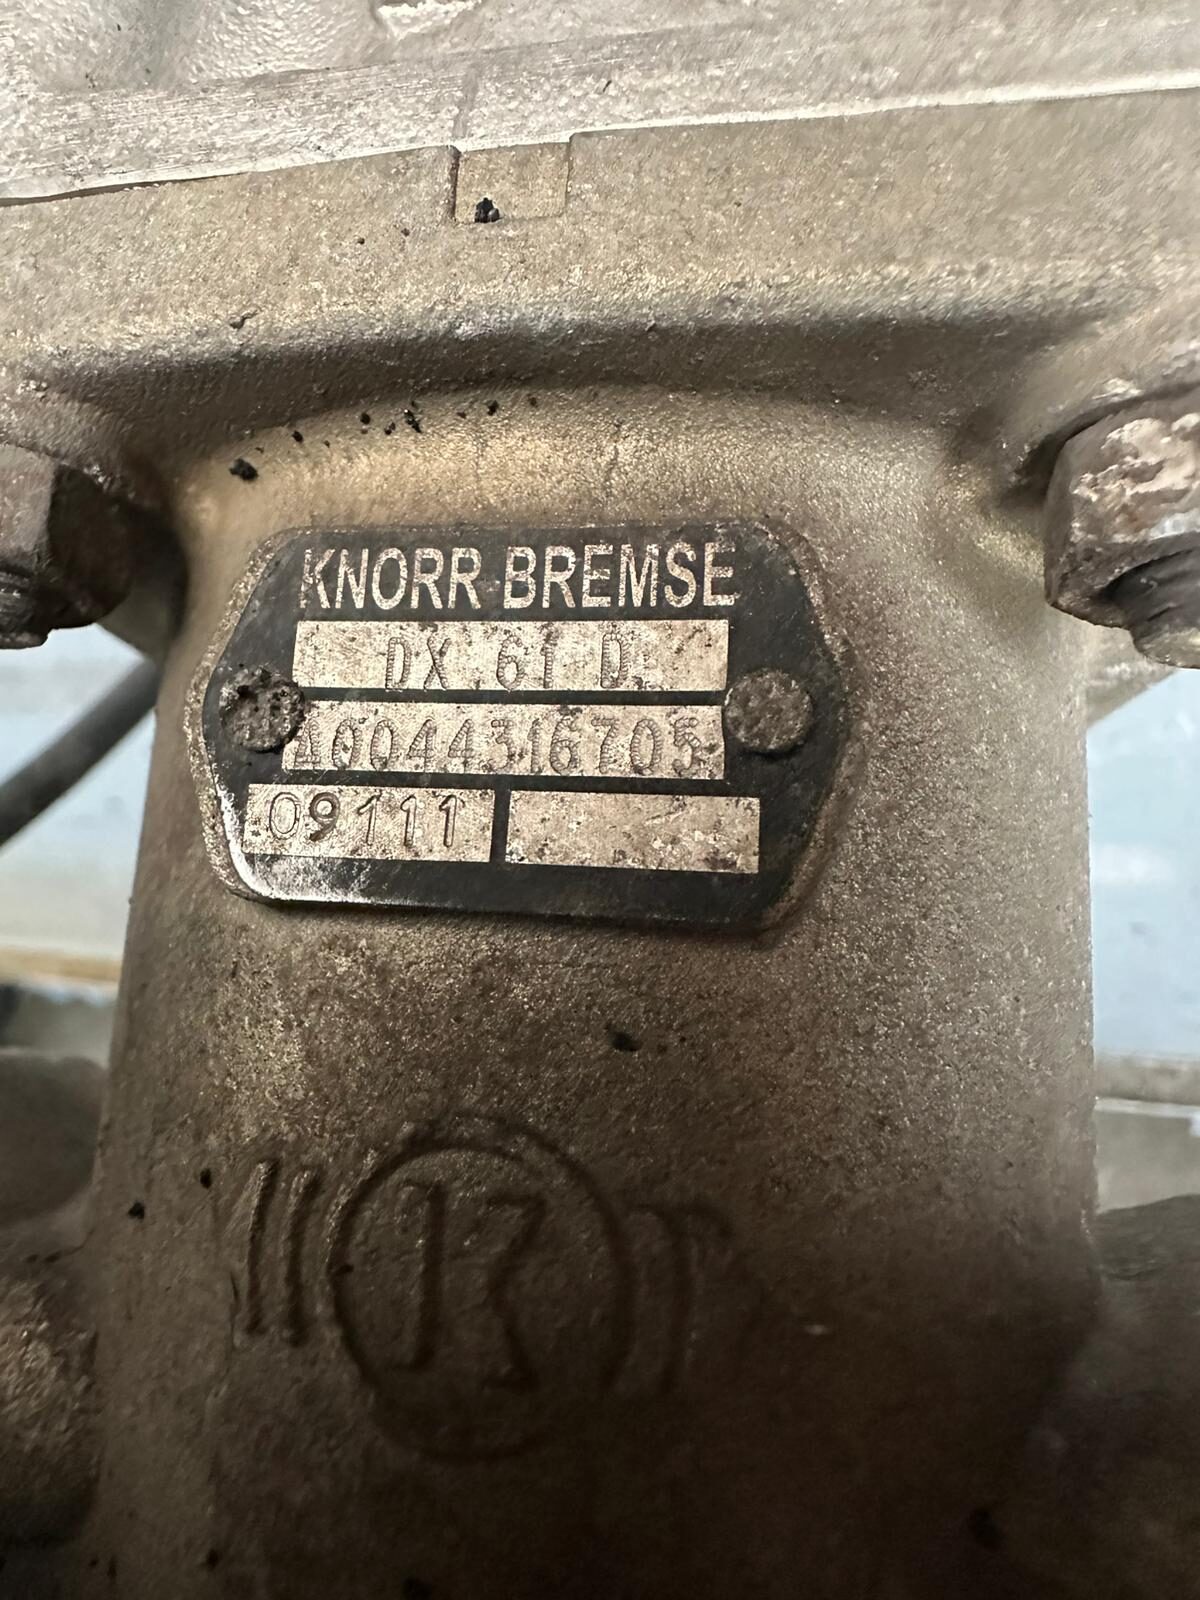 KNORR-BREMSE
DX 61 D
A0044316705
09111
K